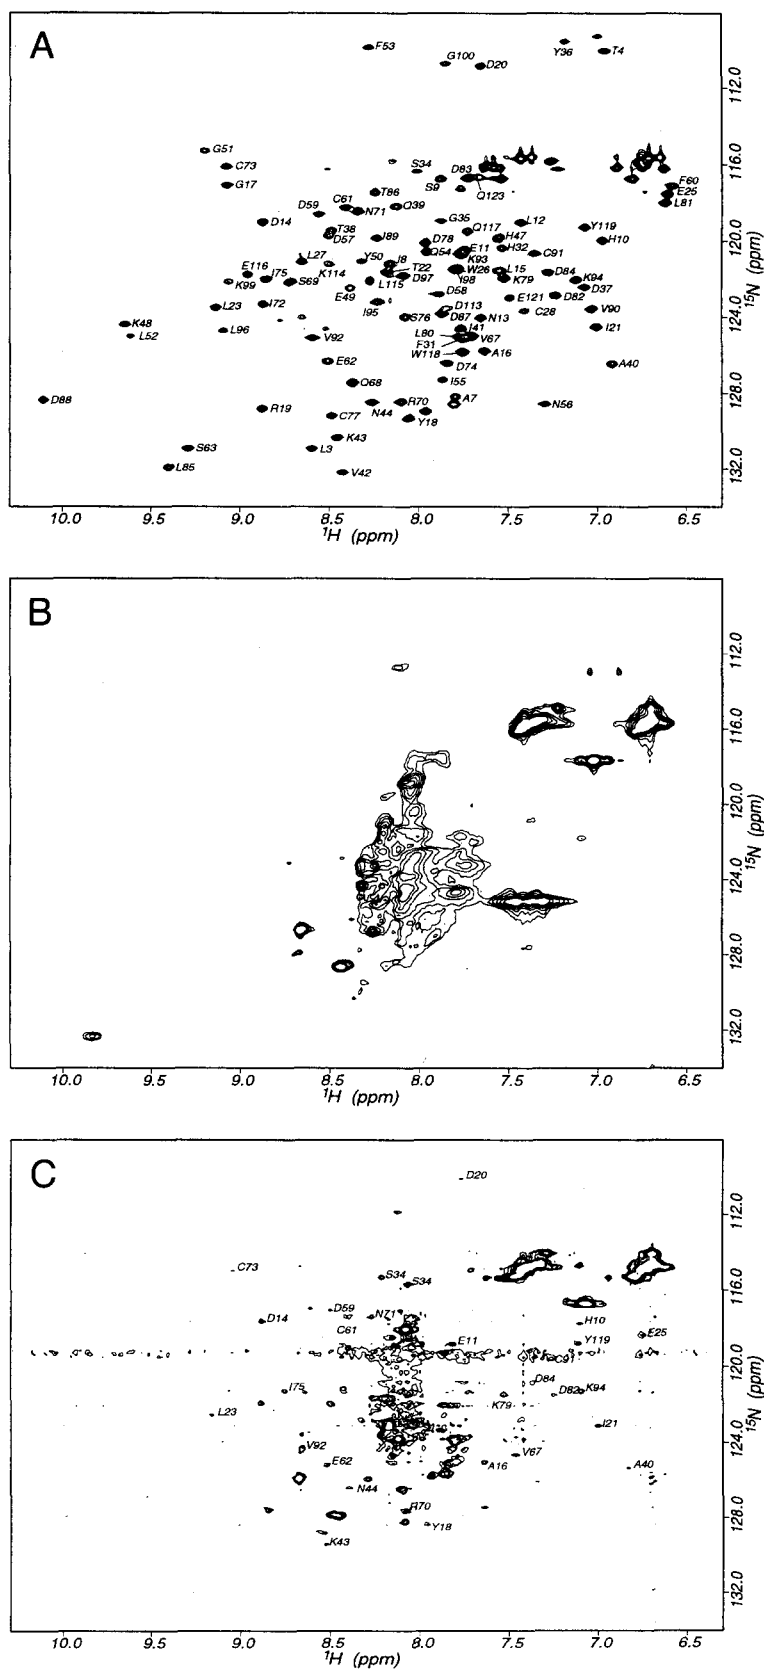 A
F53
G100
D20
Y36
T4
112.0
G51
C73
G17
S34
D83
S9
Q123
116.0
F60
E25
L81
T86
C61
D59
Q39
N71
D14
T38
D57
I89
G35
Q117
L12
Y119
H10
120.0
D78
Q54
E11
K93
H47
H32
C91
L27
Y50
I8
T22
W26
L15
D84
E116
I75
K114
S69
K99
L115
D97
I98
K79
K94
D37
E49
D58
E121
D82
L23
I72
I95
D113
D87
N13
C28
V90
124.0
S76
K48
L96
L52
V92
L80
I41
V67
F31
W118
A16
I21
E62
D74
A40
Q68
I55
128.0
D88
R19
C77
N44
R70
A7
Y18
N56
K43
S63
L3
L85
V42
132.0
15N (ppm)
10.0 9.5 9.0 8.5 8.0 7.5 7.0 6.5
1H (ppm)
B
112.0
116.0
120.0
124.0
128.0
132.0
15N (ppm)
10.0 9.5 9.0 8.5 8.0 7.5 7.0 6.5
1H (ppm)
C
D20
112.0
C73
S34
S34
116.0
D14
D59
N71
C61
H10
E11
Y119
E25
C91
120.0
I75
D84
D82
K94
K79
L23
I21
124.0
V92
E62
V67
A16
A40
N44
R70
Y18
128.0
K43
132.0
15N (ppm)
10.0 9.5 9.0 8.5 8.0 7.5 7.0 6.5
1H (ppm)